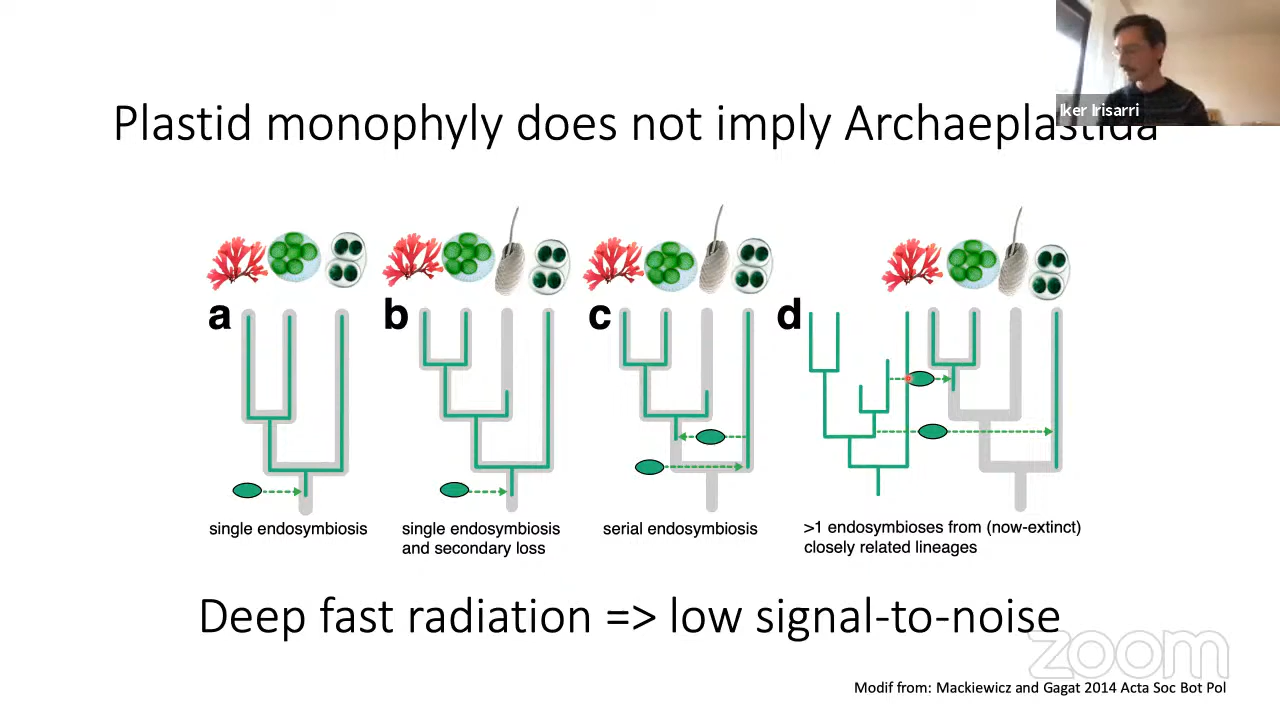 Iker Irisarri
Plastid monophyly does not imply Archaeplastida
a
b
c
d
single endosymbiosis
single endosymbiosis
and secondary loss
serial endosymbiosis
>1 endosymbioses from (now-extinct)
closely related lineages
Deep fast radiation => low signal-to-noise
zoom
Modif from: Mackiewicz and Gagat 2014 Acta Soc Bot Pol